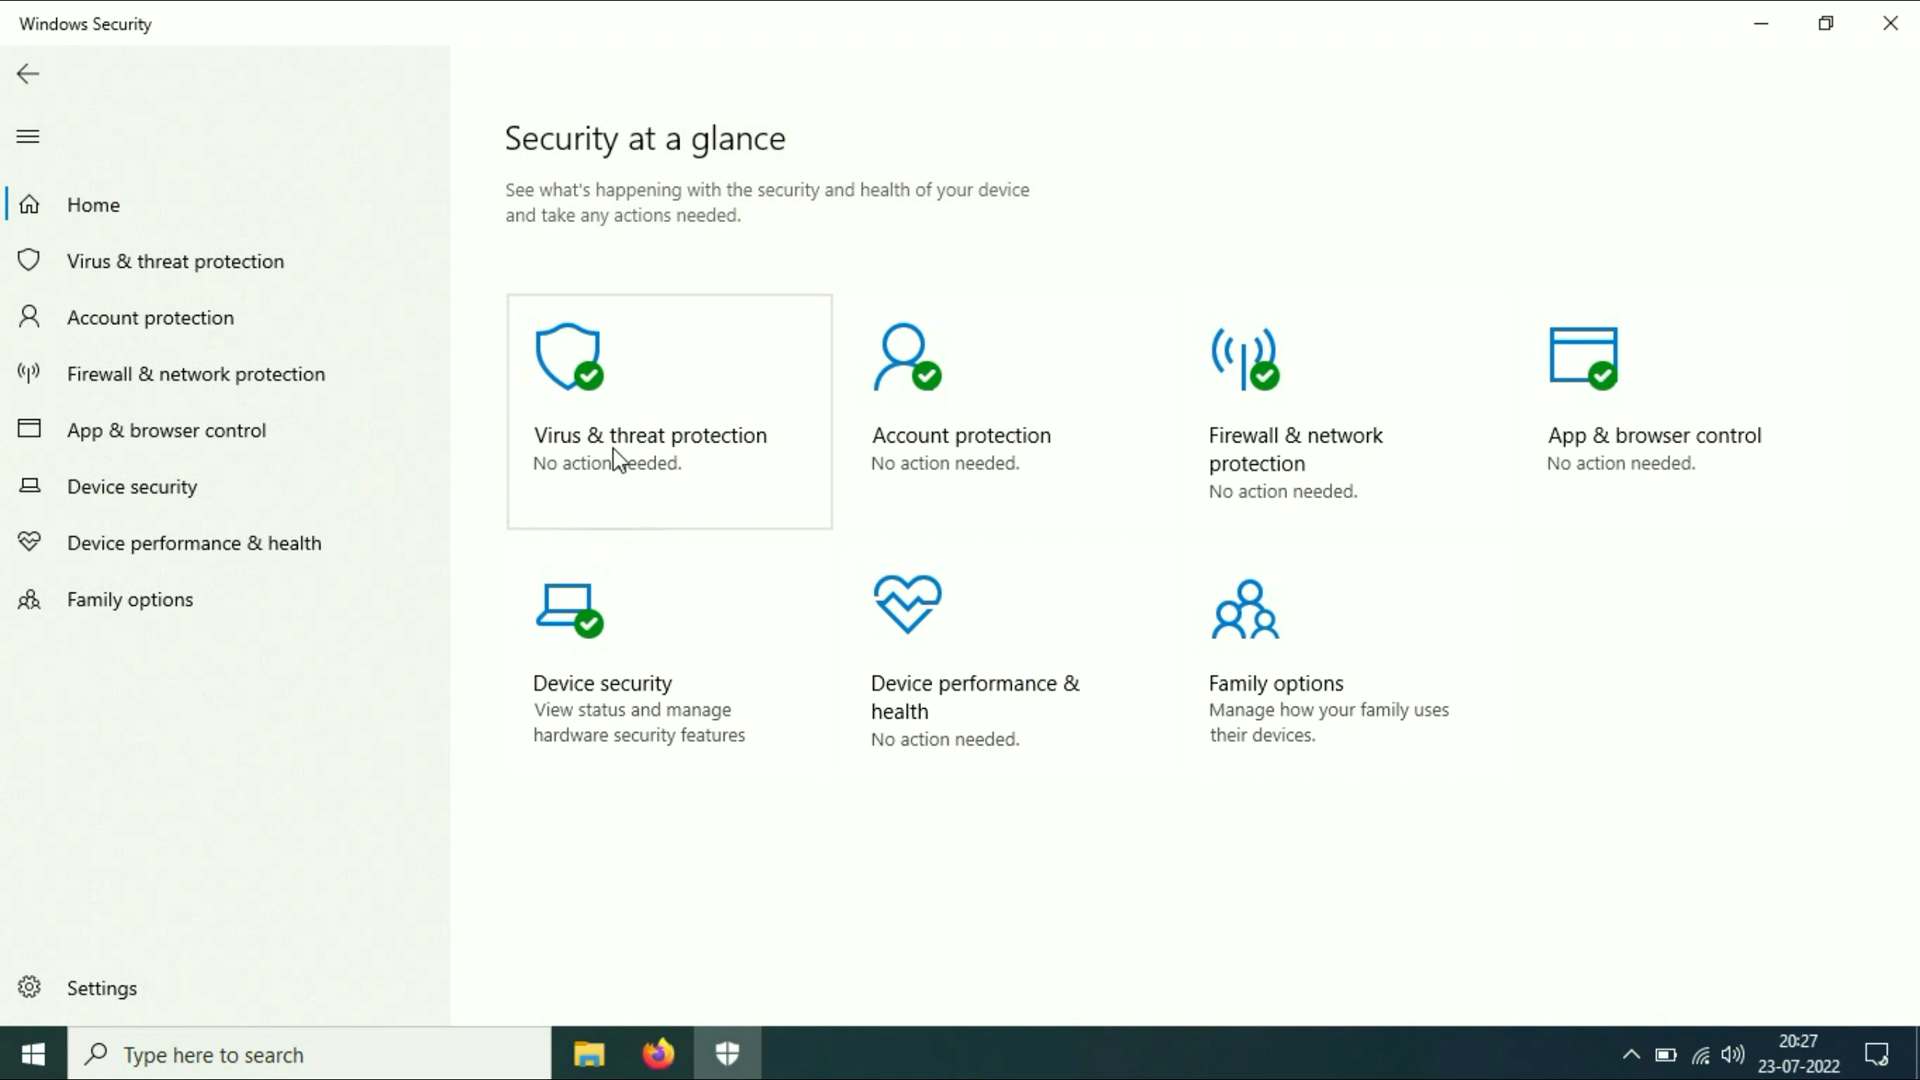 Windows Security
Home
Virus & threat protection
Account protection
Firewall & network protection
App & browser control
Device security
Device performance & health
Family options
Settings
Security at a glance
See what's happening with the security and health of your device
and take any actions needed.
Virus & threat protection
No action needed.
Account protection
No action needed.
Firewall & network
protection
No action needed.
App & browser control
No action needed.
Device security
View status and manage
hardware security features
Device performance &
health
No action needed.
Family options
Manage how your family uses
their devices.
Type here to search
20:27
23-07-2022